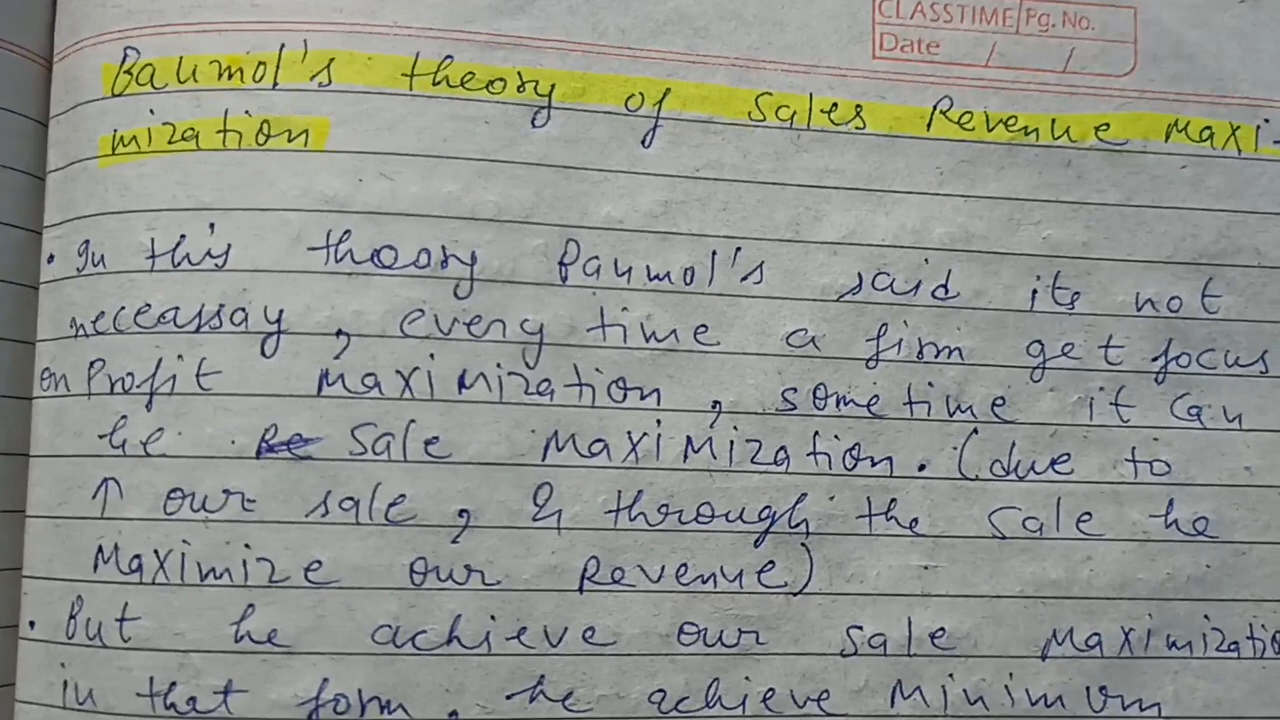 CLASSTIME Pg. No.
Date / /
Baumol's theory of Sales Revenue Maxi-
mization
• In this theory Baumol's said its not
neceassay, every time a firm get focus
on Profit Maximization, sometime it can
be Sale Maximization. (due to
↑ our sale, & through the sale he
Maximize our Revenue)
• But he achieve our sale Maximizatio
in that form, he achieve Minimum